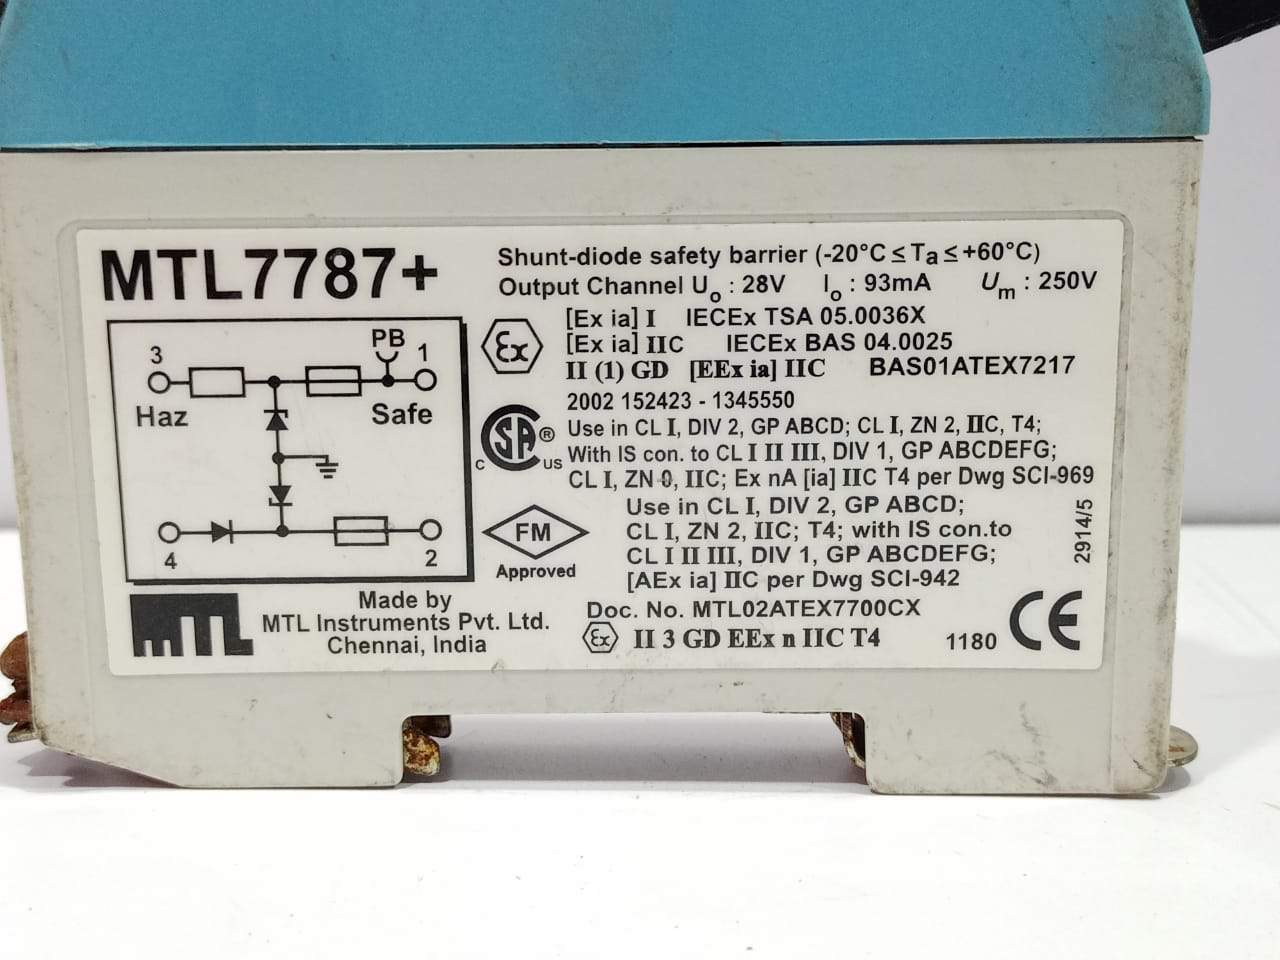 MTL7787+
Shunt-diode safety barrier (-20°C ≤ Ta ≤ +60°C)
Output Channel Uo : 28V Io : 93mA Um : 250V
[Ex ia] I IECEx TSA 05.0036X
[Ex ia] IIC IECEx BAS 04.0025
II (1) GD [EEx ia] IIC BAS01ATEX7217
2002 152423 - 1345550
Use in CL I, DIV 2, GP ABCD; CL I, ZN 2, IIC, T4;
With IS con. to CL I II III, DIV 1, GP ABCDEFG;
CL I, ZN 0, IIC; Ex nA [ia] IIC T4 per Dwg SCI-969
Use in CL I, DIV 2, GP ABCD;
CL I, ZN 2, IIC; T4; with IS con.to
CL I II III, DIV 1, GP ABCDEFG;
[AEx ia] IIC per Dwg SCI-942
Doc. No. MTL02ATEX7700CX
Ex II 3 GD EEx n IIC T4
1180 CE
2914/5
Ex
C SA ® US
FM
Approved
PB
3 1
Haz Safe
4 2
mtl
Made by
MTL Instruments Pvt. Ltd.
Chennai, India